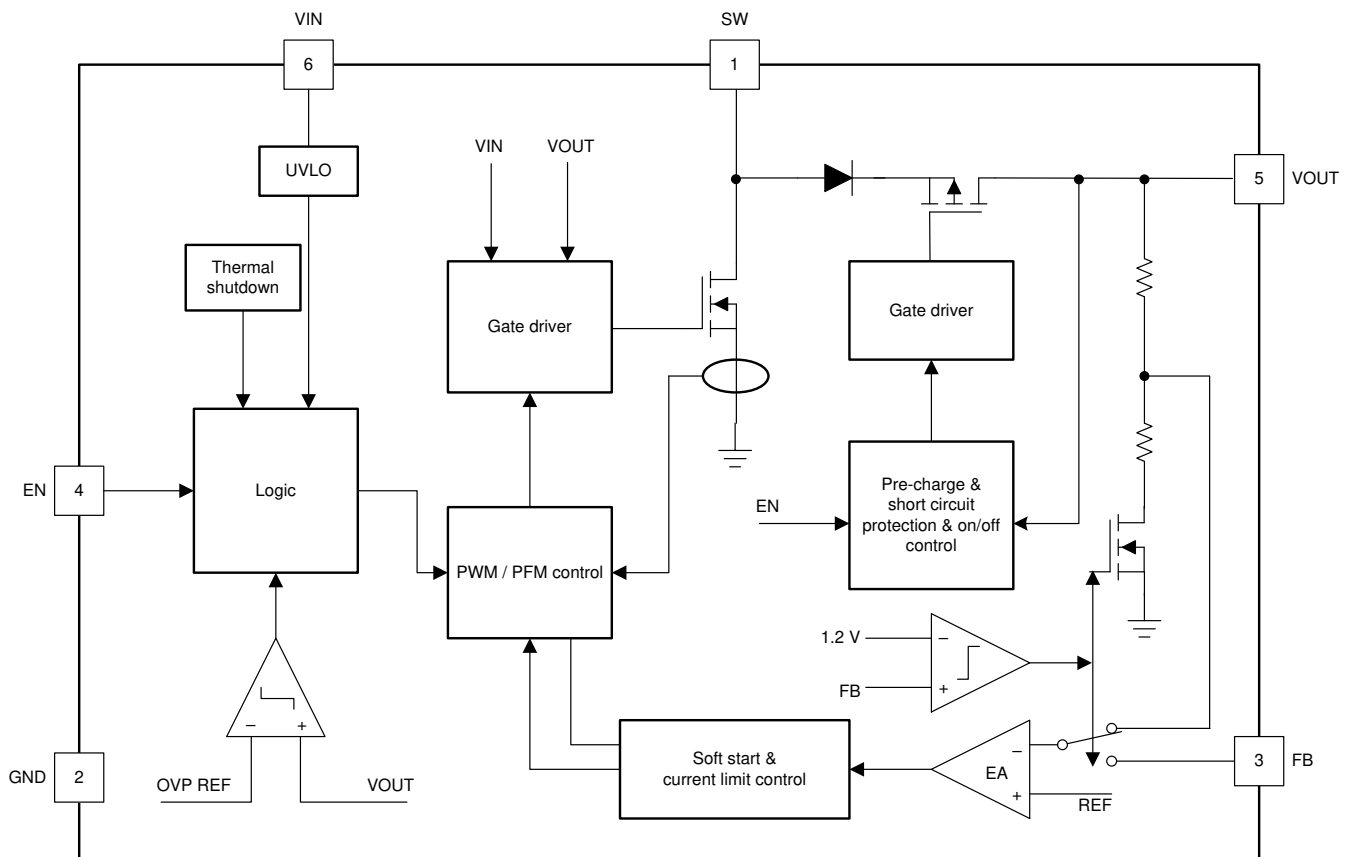 VIN
SW
6
1
VIN
VOUT
UVLO
5
VOUT
Thermal
shutdown
Gate driver
Gate driver
EN
4
Logic
Pre-charge &
short circuit
protection & on/off
control
EN
PWM / PFM control
1.2 V
–
FB
+
–
+
Soft start &
current limit control
–
EA
+
REF
GND
2
OVP REF
VOUT
3
FB